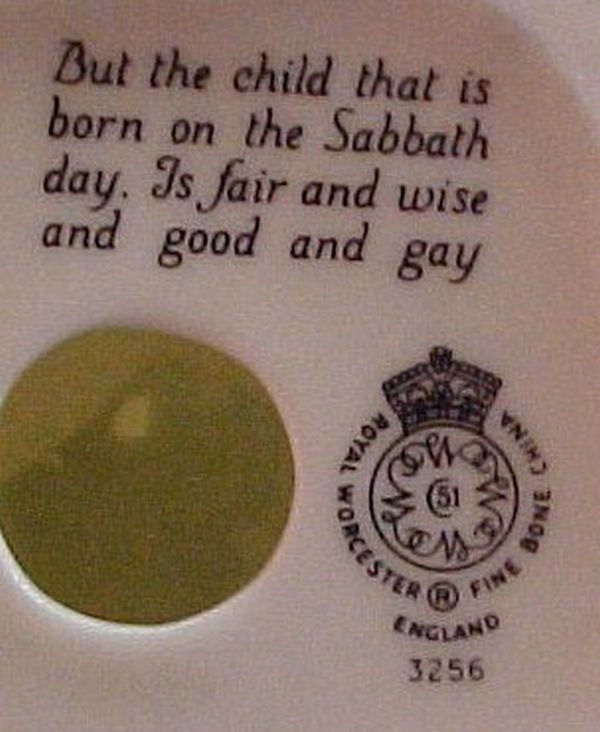 But the child that is
born on the Sabbath
day. Is fair and wise
and good and gay
ROYAL WORCESTER ® FINE BONE CHINA
51
ENGLAND
3256